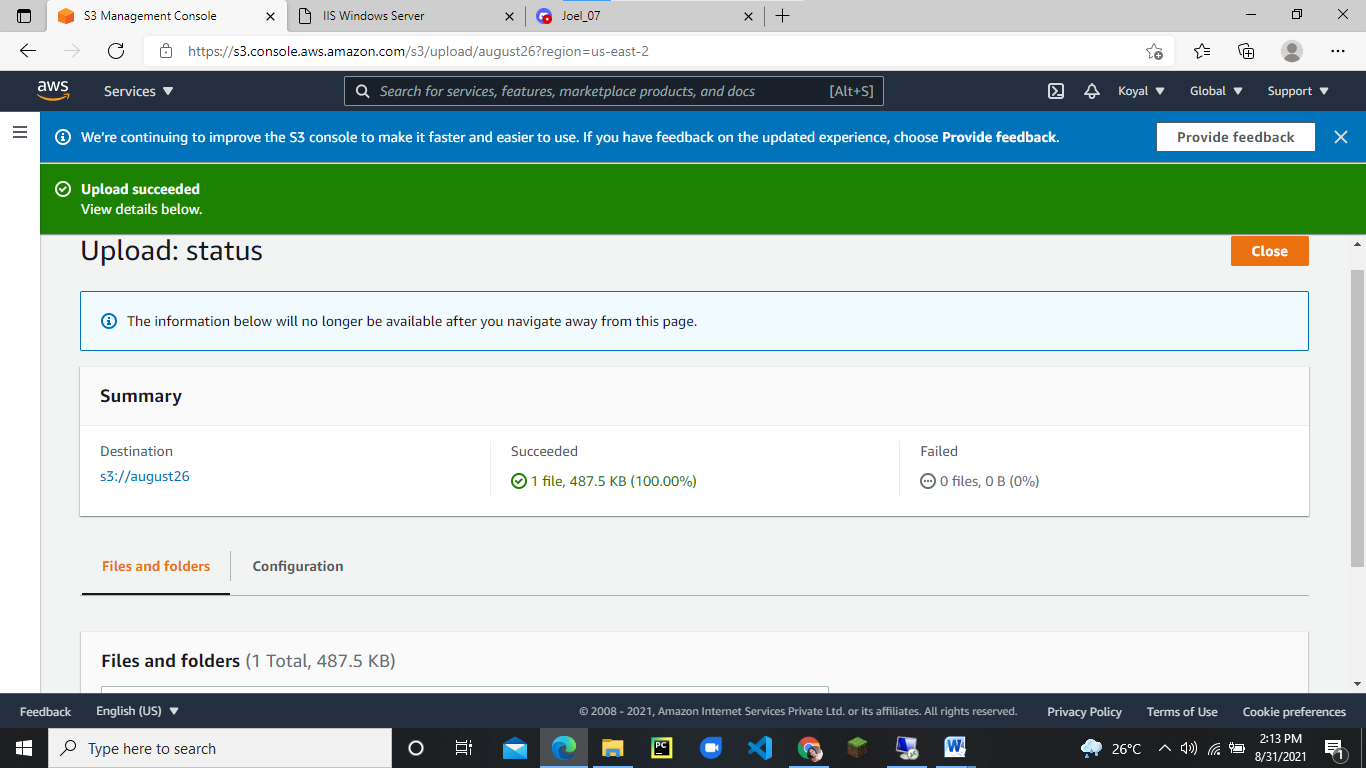 S3 Management Console
IIS Windows Server
Joel_07
https://s3.console.aws.amazon.com/s3/upload/august26?region=us-east-2
aws
Services
Search for services, features, marketplace products, and docs
[Alt+S]
Koyal
Global
Support
We're continuing to improve the S3 console to make it faster and easier to use. If you have feedback on the updated experience, choose Provide feedback.
Provide feedback
Upload succeeded
View details below.
Upload: status
Close
The information below will no longer be available after you navigate away from this page.
Summary
Destination
s3://august26
Succeeded
1 file, 487.5 KB (100.00%)
Failed
0 files, 0 B (0%)
Files and folders
Configuration
Files and folders (1 Total, 487.5 KB)
Feedback
English (US)
© 2008 - 2021, Amazon Internet Services Private Ltd. or its affiliates. All rights reserved.
Privacy Policy
Terms of Use
Cookie preferences
Type here to search
PC
W
26°C
2:13 PM
8/31/2021
1